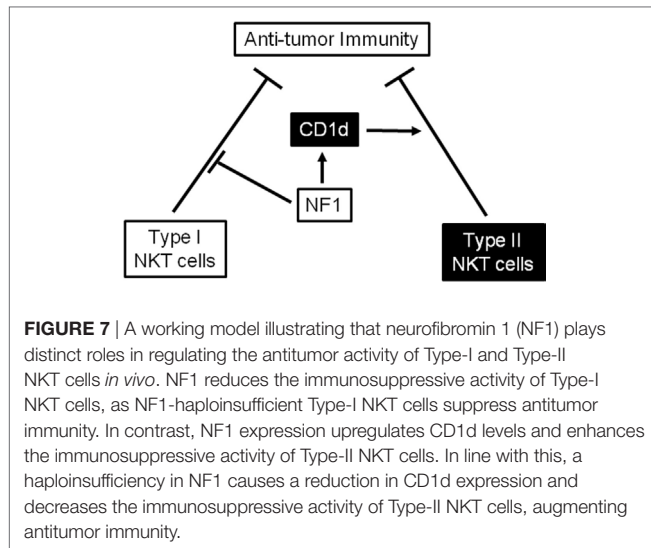 Anti-tumor Immunity
CD1d
NF1
Type I
NKT cells
Type II
NKT cells
FIGURE 7 | A working model illustrating that neurofibromin 1 (NF1) plays
distinct roles in regulating the antitumor activity of Type-I and Type-II
NKT cells in vivo. NF1 reduces the immunosuppressive activity of Type-I
NKT cells, as NF1-haploinsufficient Type-I NKT cells suppress antitumor
immunity. In contrast, NF1 expression upregulates CD1d levels and enhances
the immunosuppressive activity of Type-II NKT cells. In line with this, a
haploinsufficiency in NF1 causes a reduction in CD1d expression and
decreases the immunosuppressive activity of Type-II NKT cells, augmenting
antitumor immunity.